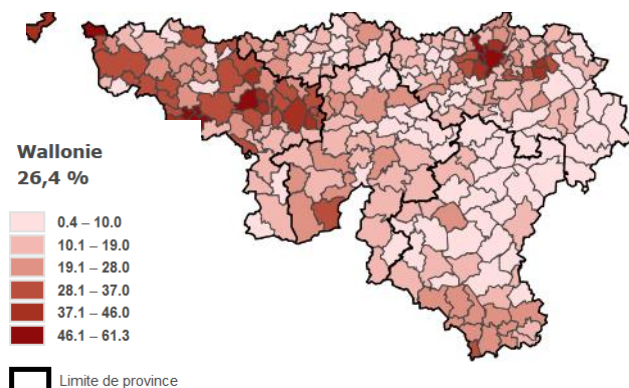 Wallonie
26,4 %
0.4 – 10.0
10.1 – 19.0
19.1 – 28.0
28.1 – 37.0
37.1 – 46.0
46.1 – 61.3
Limite de province